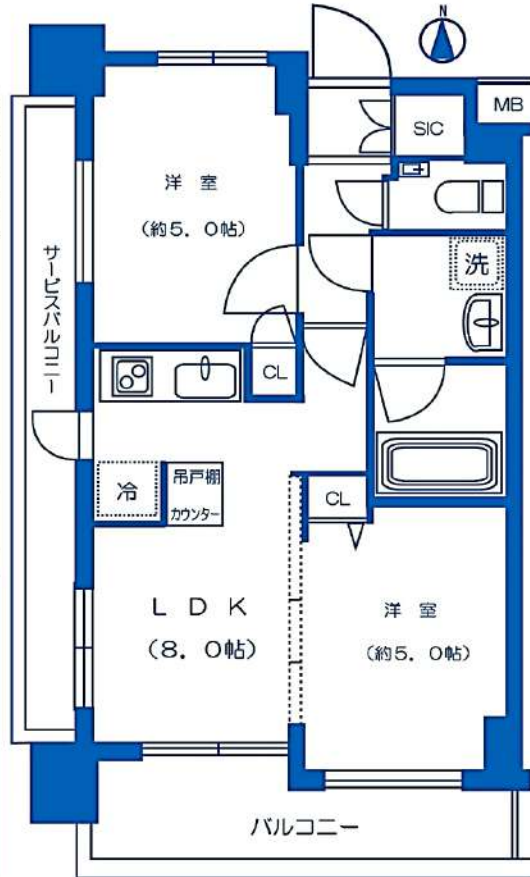 N
MB
SIC
洋 室
(約5．0帖)
サービスバルコニー
洗
CL
冷
吊戸棚
カウンター
CL
ＬＤＫ
(8．0帖)
洋 室
(約5．0帖)
バルコニー